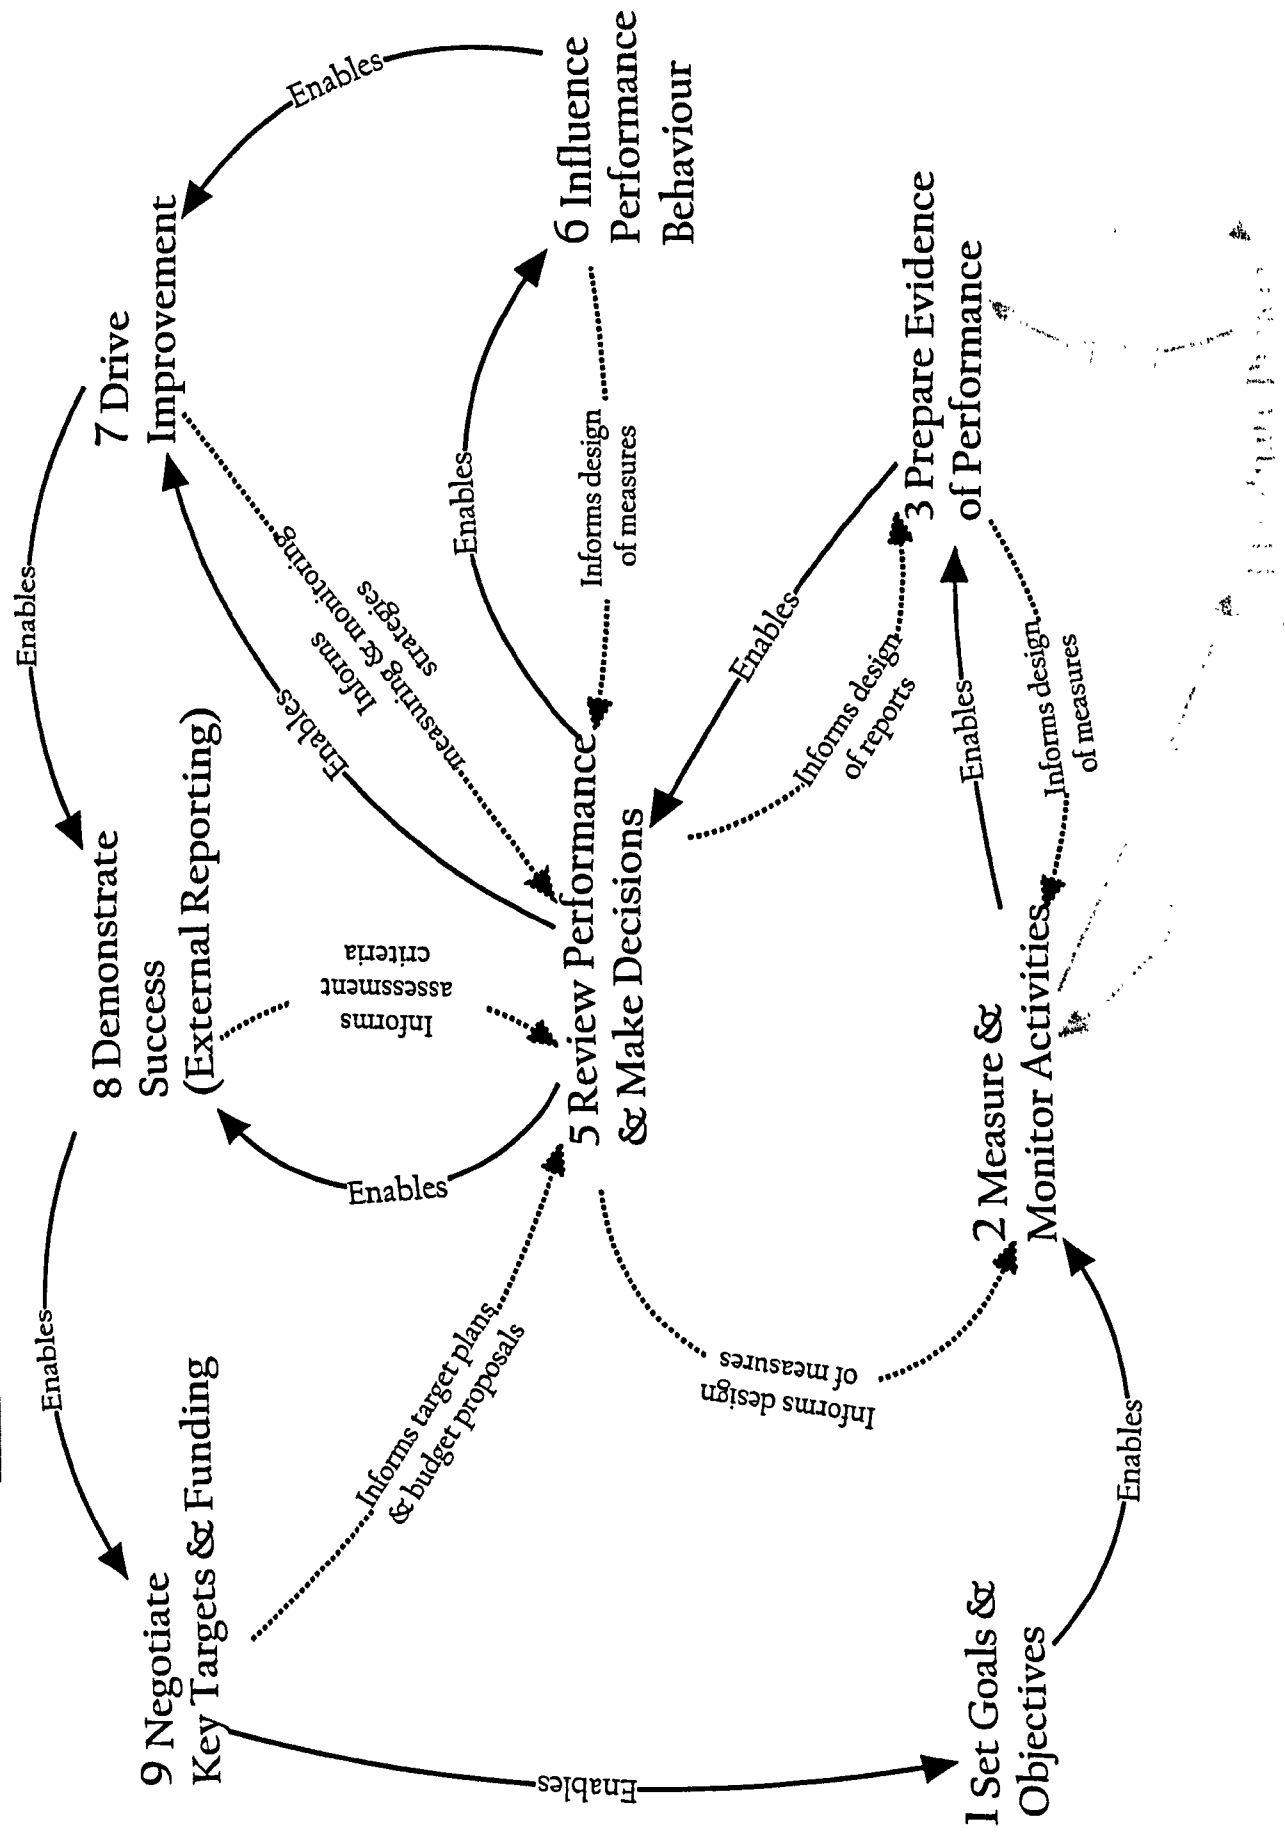 9 Negotiate
Key Targets & Funding
Enables
8 Demonstrate
Success
(External Reporting)
Enables
7 Drive
Improvement
Enables
6 Influence
Performance
Behaviour
Informs
measuring & monitoring
strategies
Enables
Enables
Informs design
of measures
Informs
assessment
criteria
Enables
Informs target plans
& budget proposals
5 Review Performance
& Make Decisions
Enables
Informs design
of reports
3 Prepare Evidence
of Performance
Informs design
of measures
Enables
Informs design
of measures
2 Measure &
Monitor Activities
Enables
1 Set Goals &
Objectives
Enables